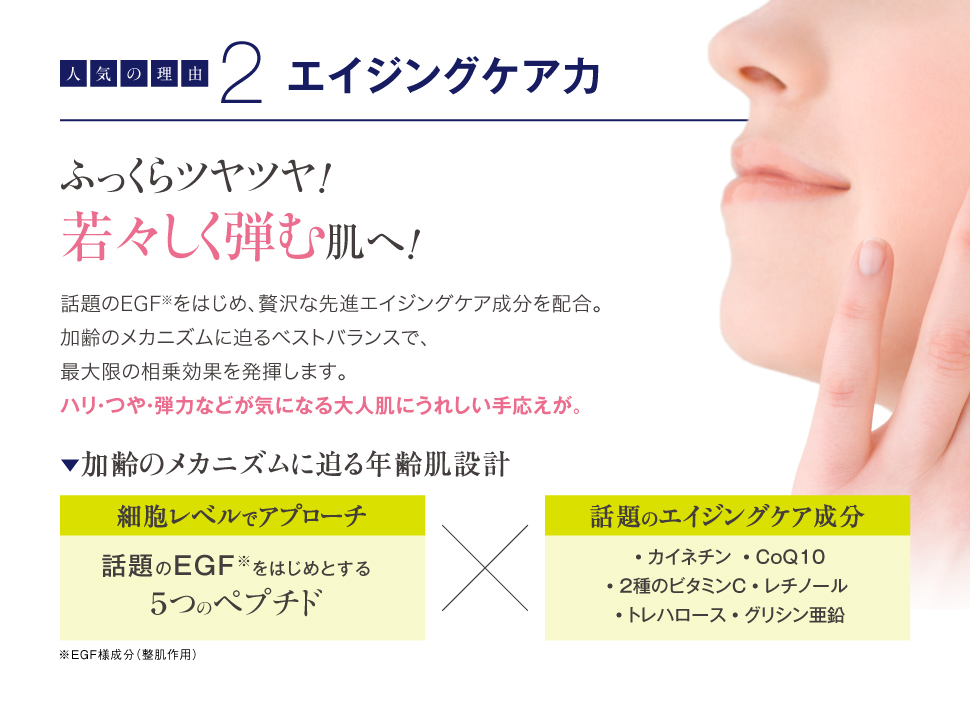 人気の理由 2 エイジングケア力
ふっくらツヤツヤ!
若々しく弾む肌へ!
話題のEGF※をはじめ、贅沢な先進エイジングケア成分を配合。
加齢のメカニズムに迫るベストバランスで、
最大限の相乗効果を発揮します。
ハリ・つや・弾力などが気になる大人肌にうれしい手応えが。
▼加齢のメカニズムに迫る年齢肌設計
細胞レベルでアプローチ
話題のEGF※をはじめとする
5つのペプチド
×
話題のエイジングケア成分
・カイネチン ・CoQ10
・2種のビタミンC・レチノール
・トレハロース・グリシン亜鉛
※EGF様成分(整肌作用)